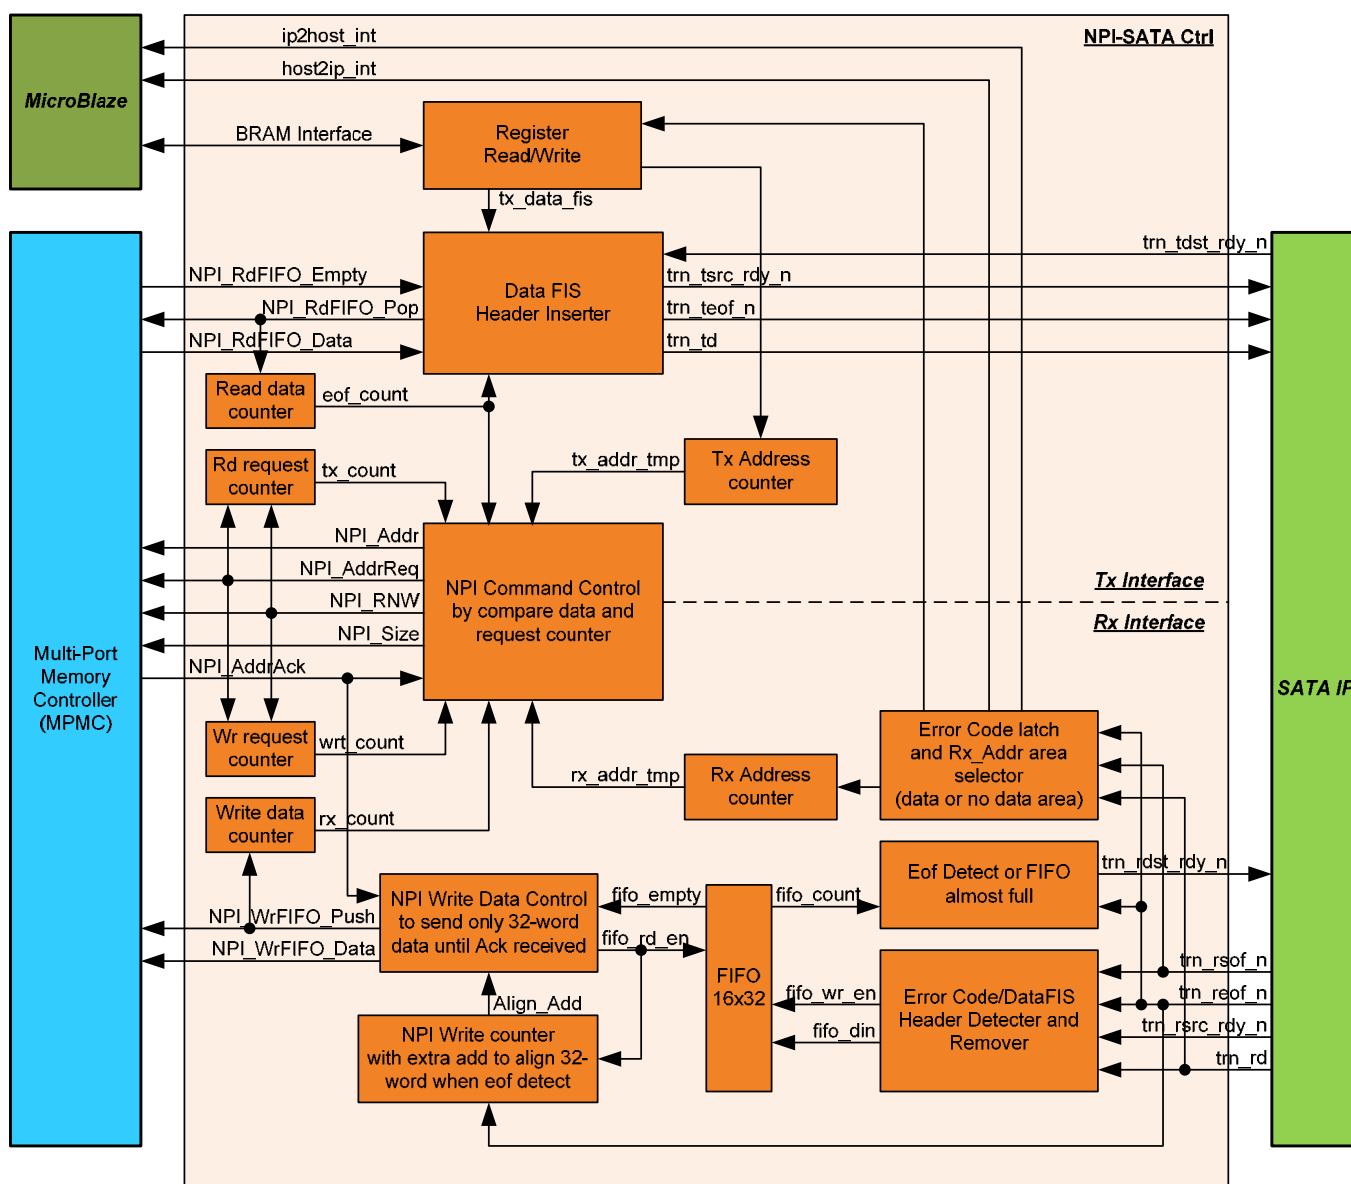 ip2host_int
NPI-SATA Ctrl
host2ip_int
MicroBlaze
BRAM Interface
Register
Read/Write
tx_data_fis
trn_tdst_rdy_n
NPI_RdFIFO_Empty
trn_tsrc_rdy_n
Data FIS
Header Inserter
NPI_RdFIFO_Pop
trn_teof_n
NPI_RdFIFO_Data
trn_td
Read data
counter
eof_count
Rd request
counter
tx_count
tx_addr_tmp
Tx Address
counter
NPI_Addr
NPI_AddrReq
NPI_RNW
NPI_Size
NPI_AddrAck
NPI Command Control
by compare data and
request counter
Tx Interface
Rx Interface
Multi-Port
Memory
Controller
(MPMC)
SATA IP
Wr request
counter
wrt_count
rx_addr_tmp
Rx Address
counter
Error Code latch
and Rx_Addr area
selector
(data or no data area)
Write data
counter
rx_count
Eof Detect or FIFO
almost full
trn_rdst_rdy_n
NPI_WrFIFO_Push
NPI_WrFIFO_Data
NPI Write Data Control
to send only 32-word
data until Ack received
fifo_empty
fifo_rd_en
fifo_count
FIFO
16x32
fifo_wr_en
fifo_din
Error Code/DataFIS
Header Detecter and
Remover
trn_rsof_n
trn_reof_n
trn_rsrc_rdy_n
trn_rd
Align_Add
NPI Write counter
with extra add to align 32-
word when eof detect